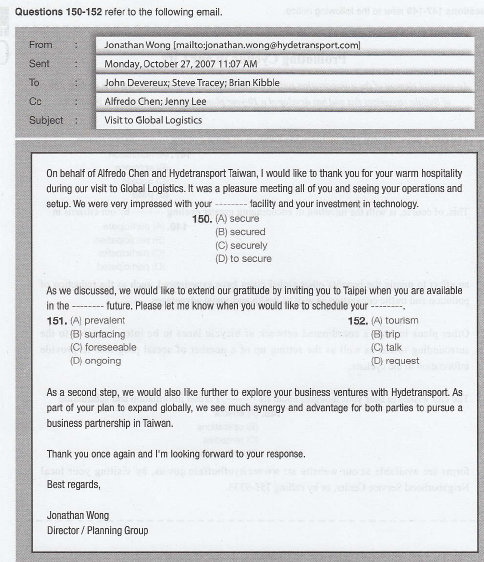 Questions 150-152 refer to the following email.
From : Jonathan Wong [mailto:jonathan.wong@hydetransport.com]
Sent : Monday, October 27, 2007 11:07 AM
To : John Devereux; Steve Tracey; Brian Kibble
Cc : Alfredo Chen; Jenny Lee
Subject : Visit to Global Logistics
On behalf of Alfredo Chen and Hydetransport Taiwan, I would like to thank you for your warm hospitality
during our visit to Global Logistics. It was a pleasure meeting all of you and seeing your operations and
setup. We were very impressed with your -------- facility and your investment in technology.
150. (A) secure
(B) secured
(C) securely
(D) to secure
As we discussed, we would like to extend our gratitude by inviting you to Taipei when you are available
in the -------- future. Please let me know when you would like to schedule your -------.
151. (A) prevalent 152. (A) tourism
(B) surfacing (B) trip
(C) foreseeable (C) talk
(D) ongoing (D) request
As a second step, we would also like further to explore your business ventures with Hydetransport. As
part of your plan to expand globally, we see much synergy and advantage for both parties to pursue a
business partnership in Taiwan.
Thank you once again and I'm looking forward to your response.
Best regards,
Jonathan Wong
Director / Planning Group